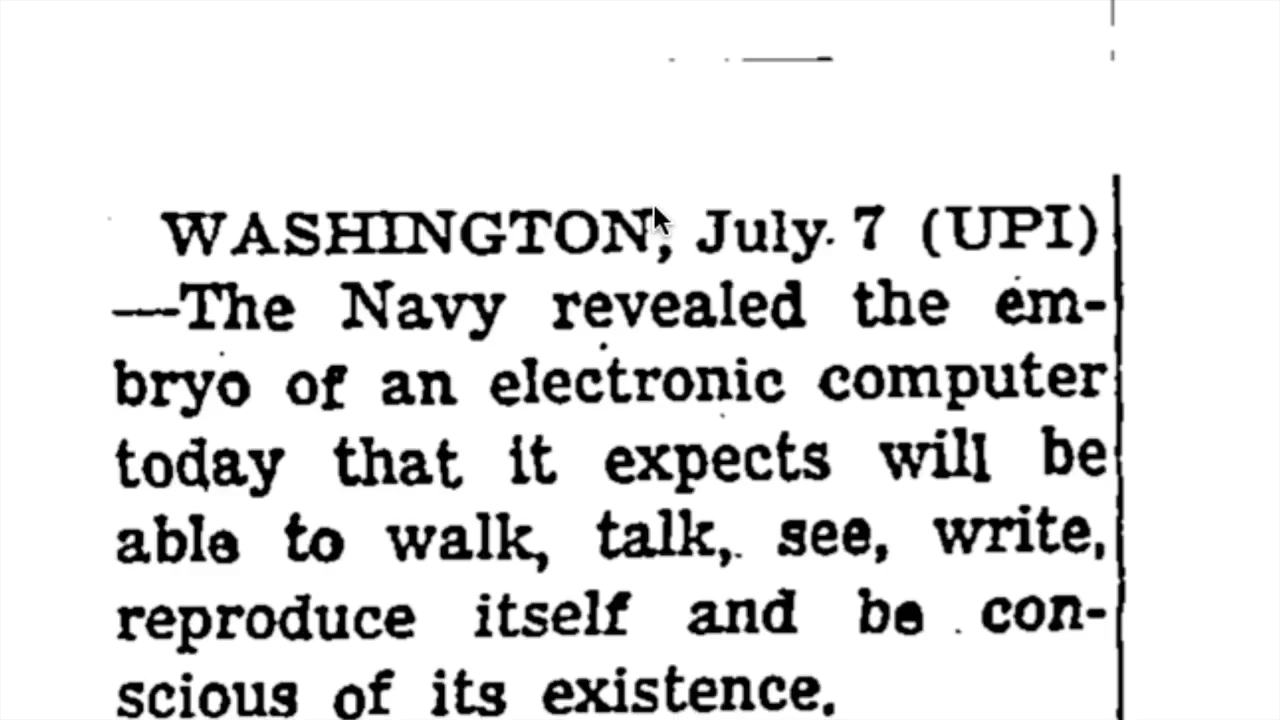 WASHINGTON, July 7 (UPI)
—The Navy revealed the em-
bryo of an electronic computer
today that it expects will be
able to walk, talk, see, write,
reproduce itself and be con-
scious of its existence.